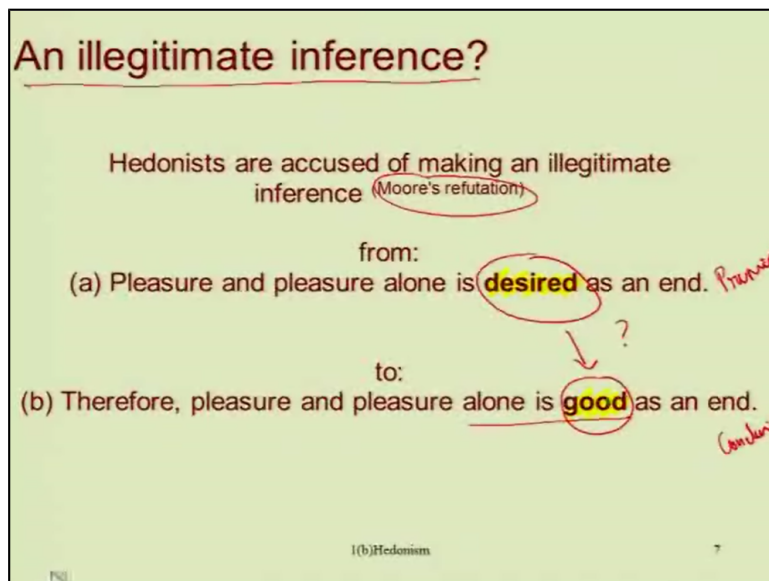 An illegitimate inference?
Hedonists are accused of making an illegitimate
inference (Moore's refutation)
from:
(a) Pleasure and pleasure alone is desired as an end.
?
to:
(b) Therefore, pleasure and pleasure alone is good as an end.
1(b)Hedonism 7